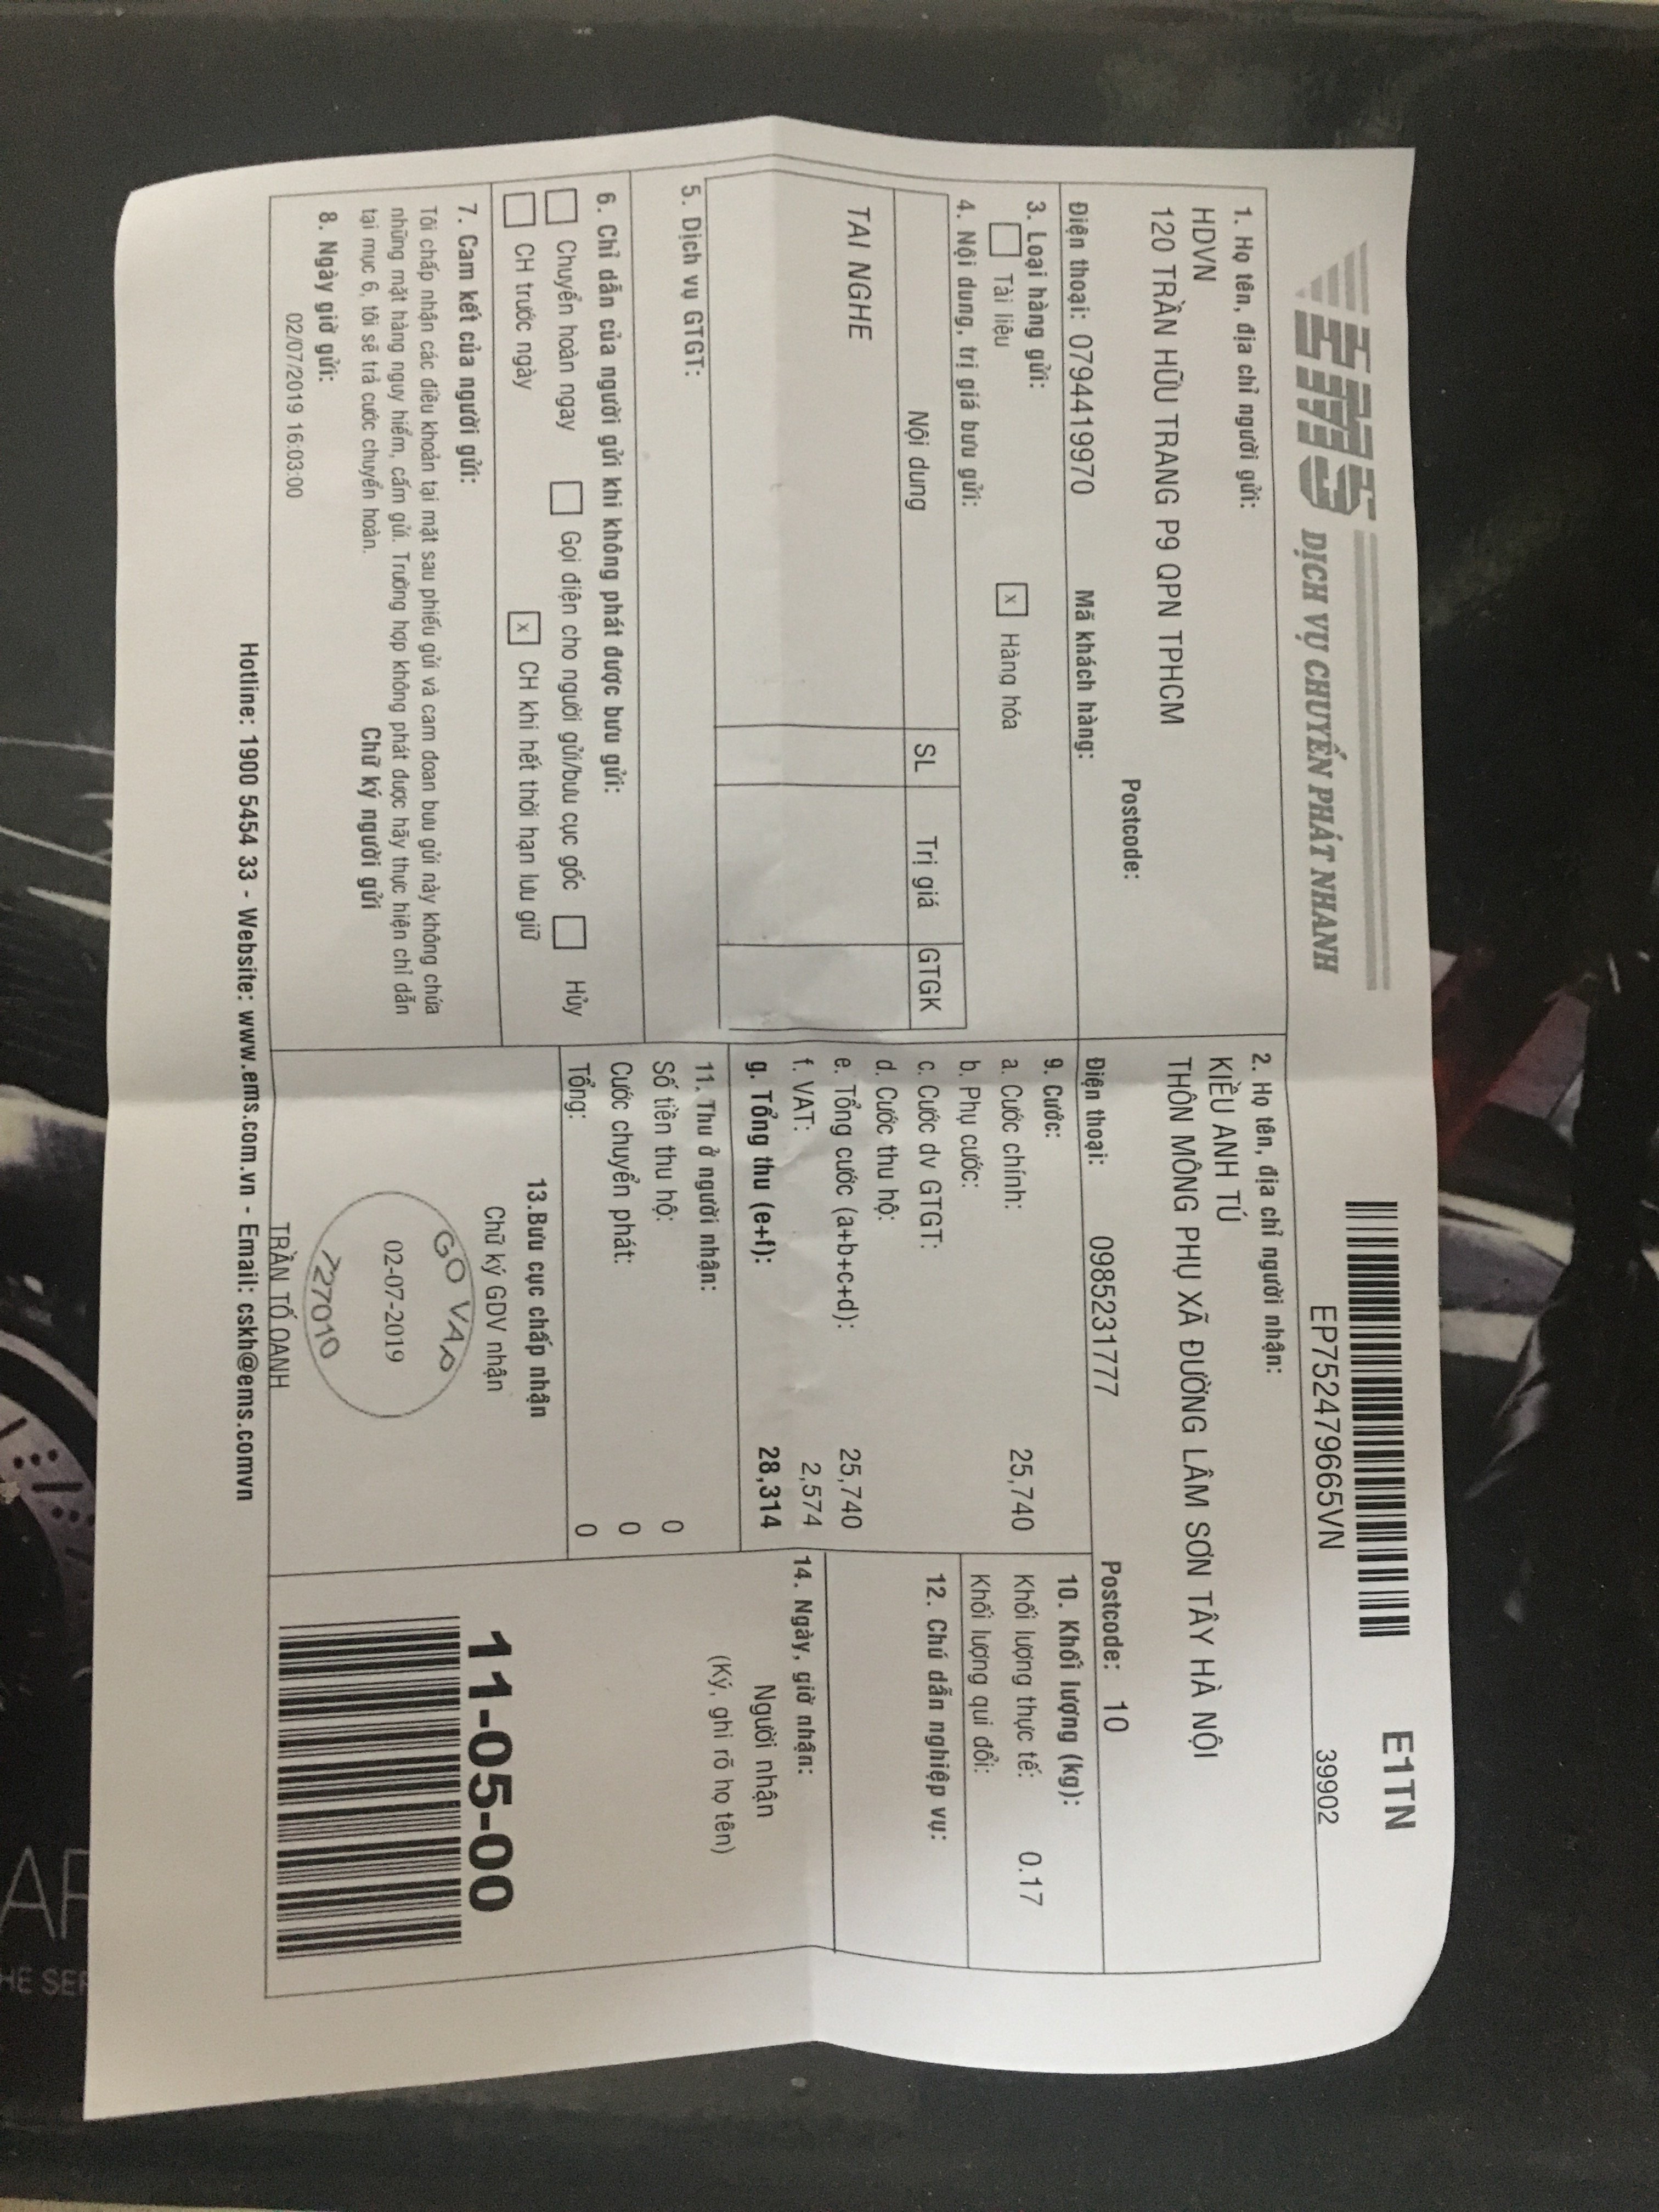 EMS DỊCH VỤ CHUYỂN PHÁT NHANH
E1TN
EP752479665VN
39902
1. Họ tên, địa chỉ người gửi:
HDVN
120 TRẦN HỮU TRANG P9 QPN TPHCM
Postcode:
Điện thoại: 0794419970
Mã khách hàng:
2. Họ tên, địa chỉ người nhận:
KIỀU ANH TÚ
THÔN MÔNG PHỤ XÃ ĐƯỜNG LÂM SƠN TÂY HÀ NỘI
Điện thoại: 0985231777
Postcode: 10
3. Loại hàng gửi:
Tài liệu
x Hàng hóa
4. Nội dung, trị giá bưu gửi:
Nội dung SL Trị giá GTGK
TAI NGHE
5. Dịch vụ GTGT:
6. Chỉ dẫn của người gửi khi không phát được bưu gửi:
Chuyển hoàn ngay Gọi điện cho người gửi/bưu cục gốc Hủy
CH trước ngày x CH khi hết thời hạn lưu giữ
7. Cam kết của người gửi:
Tôi chấp nhận các điều khoản tại mặt sau phiếu gửi và cam đoan bưu gửi này không chứa
những mặt hàng nguy hiểm, cấm gửi. Trường hợp không phát được hãy thực hiện chỉ dẫn
tại mục 6, tôi sẽ trả cước chuyển hoàn.
8. Ngày giờ gửi:
Chữ ký người gửi
02/07/2019 16:03:00
9. Cước:
a. Cước chính: 25,740
b. Phụ cước:
c. Cước dv GTGT:
d. Cước thu hộ:
e. Tổng cước (a+b+c+d): 25,740
f. VAT: 2,574
g. Tổng thu (e+f): 28,314
10. Khối lượng (kg):
Khối lượng thực tế: 0.17
Khối lượng qui đổi:
11. Thu ở người nhận:
Số tiền thu hộ: 0
Cước chuyển phát: 0
Tổng: 0
12. Chú dẫn nghiệp vụ:
13.Bưu cục chấp nhận
Chữ ký GDV nhận
GO VAP
02-07-2019
727010
TRẦN TỐ OANH
14. Ngày, giờ nhận:
Người nhận
(Ký, ghi rõ họ tên)
11-05-00
Hotline: 1900 5454 33 - Website: www.ems.com.vn - Email: cskh@ems.comvn